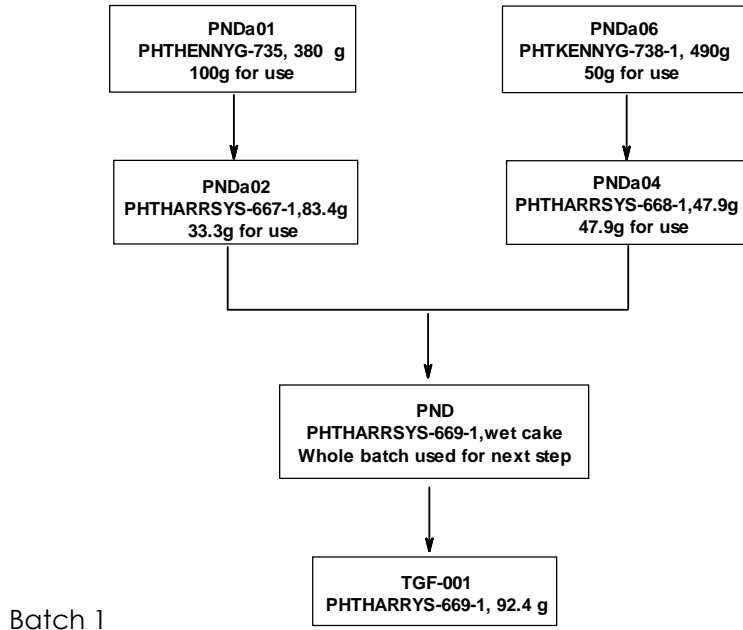 PNDa01
PHTHENNYG-735, 380 g
100g for use
PNDa06
PHTKENNYG-738-1, 490g
50g for use
PNDa02
PHTHARRSYS-667-1,83.4g
33.3g for use
PNDa04
PHTHARRSYS-668-1,47.9g
47.9g for use
PND
PHTHARRSYS-669-1,wet cake
Whole batch used for next step
TGF-001
PHTHARRYS-669-1, 92.4 g
Batch 1